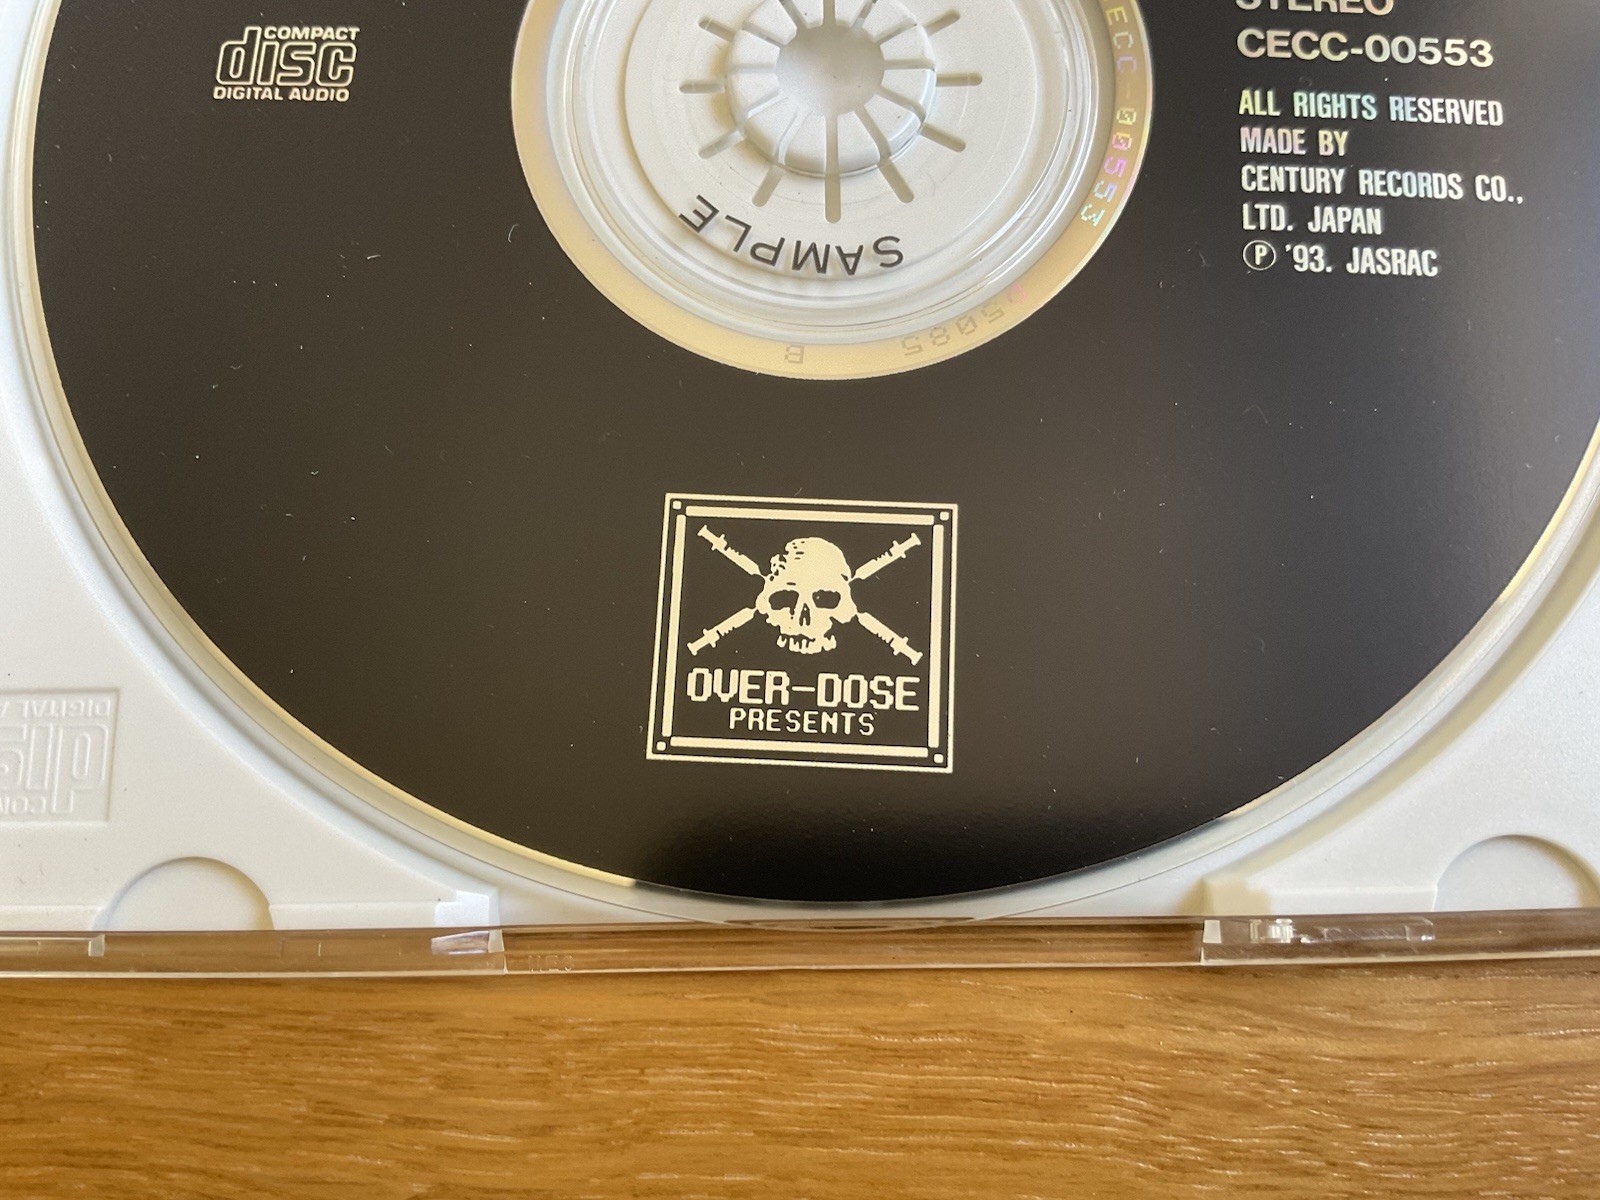 COMPACT
disc
DIGITAL AUDIO
STEREO
CECC-00553
ALL RIGHTS RESERVED
MADE BY
CENTURY RECORDS CO.,
LTD. JAPAN
Ⓟ '93. JASRAC
SAMPLE
OVER-DOSE
PRESENTS